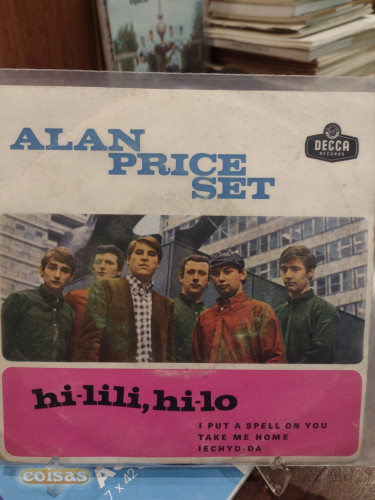 ALAN
PRICE
SET
DECCA
RECORDS
hi-lili, hi-lo
I PUT A SPELL ON YOU
TAKE ME HOME
IECHYD-DA
coisas
7 x 42